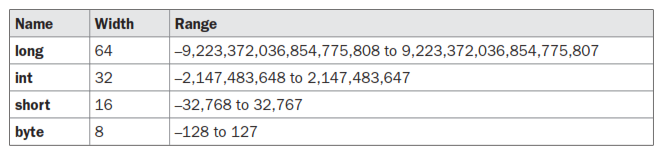 Name Width Range
long 64 –9,223,372,036,854,775,808 to 9,223,372,036,854,775,807
int 32 –2,147,483,648 to 2,147,483,647
short 16 –32,768 to 32,767
byte 8 –128 to 127